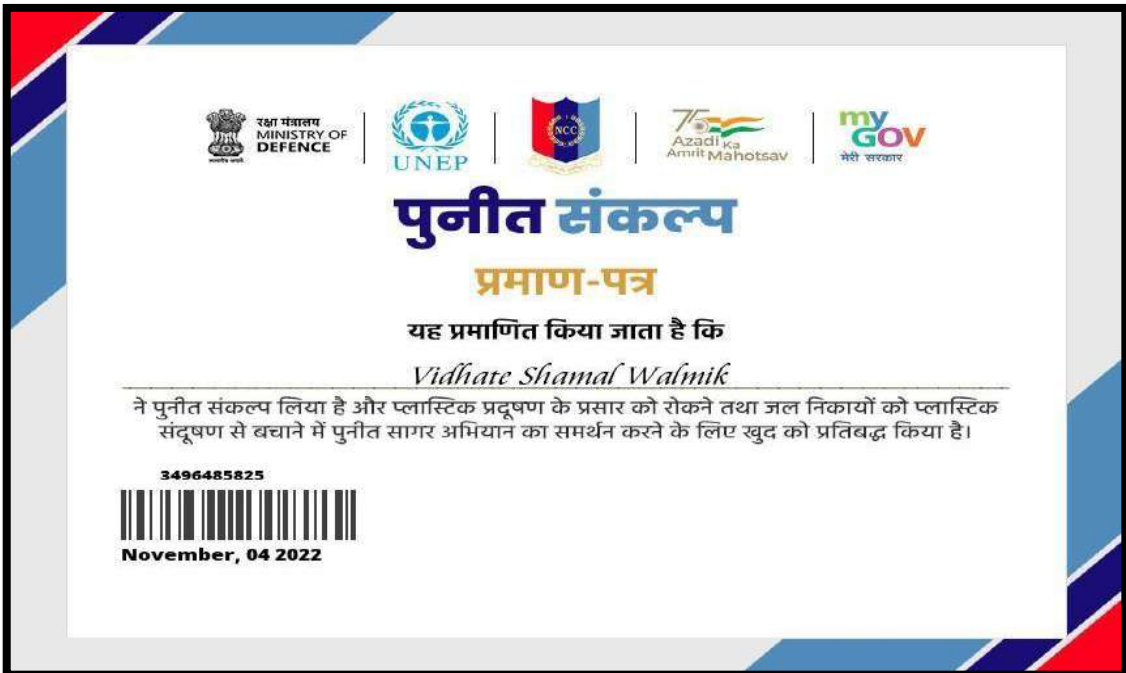 रक्षा मंत्रालय
MINISTRY OF
DEFENCE
UNEP
NCC
75
Azadi Ka
Amrit Mahotsav
my
GOV
मेरी सरकार
पुनीत संकल्प
प्रमाण-पत्र
यह प्रमाणित किया जाता है कि
Vidhate Shamal Walmik
ने पुनीत संकल्प लिया है और प्लास्टिक प्रदूषण के प्रसार को रोकने तथा जल निकायों को प्लास्टिक
संदूषण से बचाने में पुनीत सागर अभियान का समर्थन करने के लिए खुद को प्रतिबद्ध किया है।
3496485825
November, 04 2022